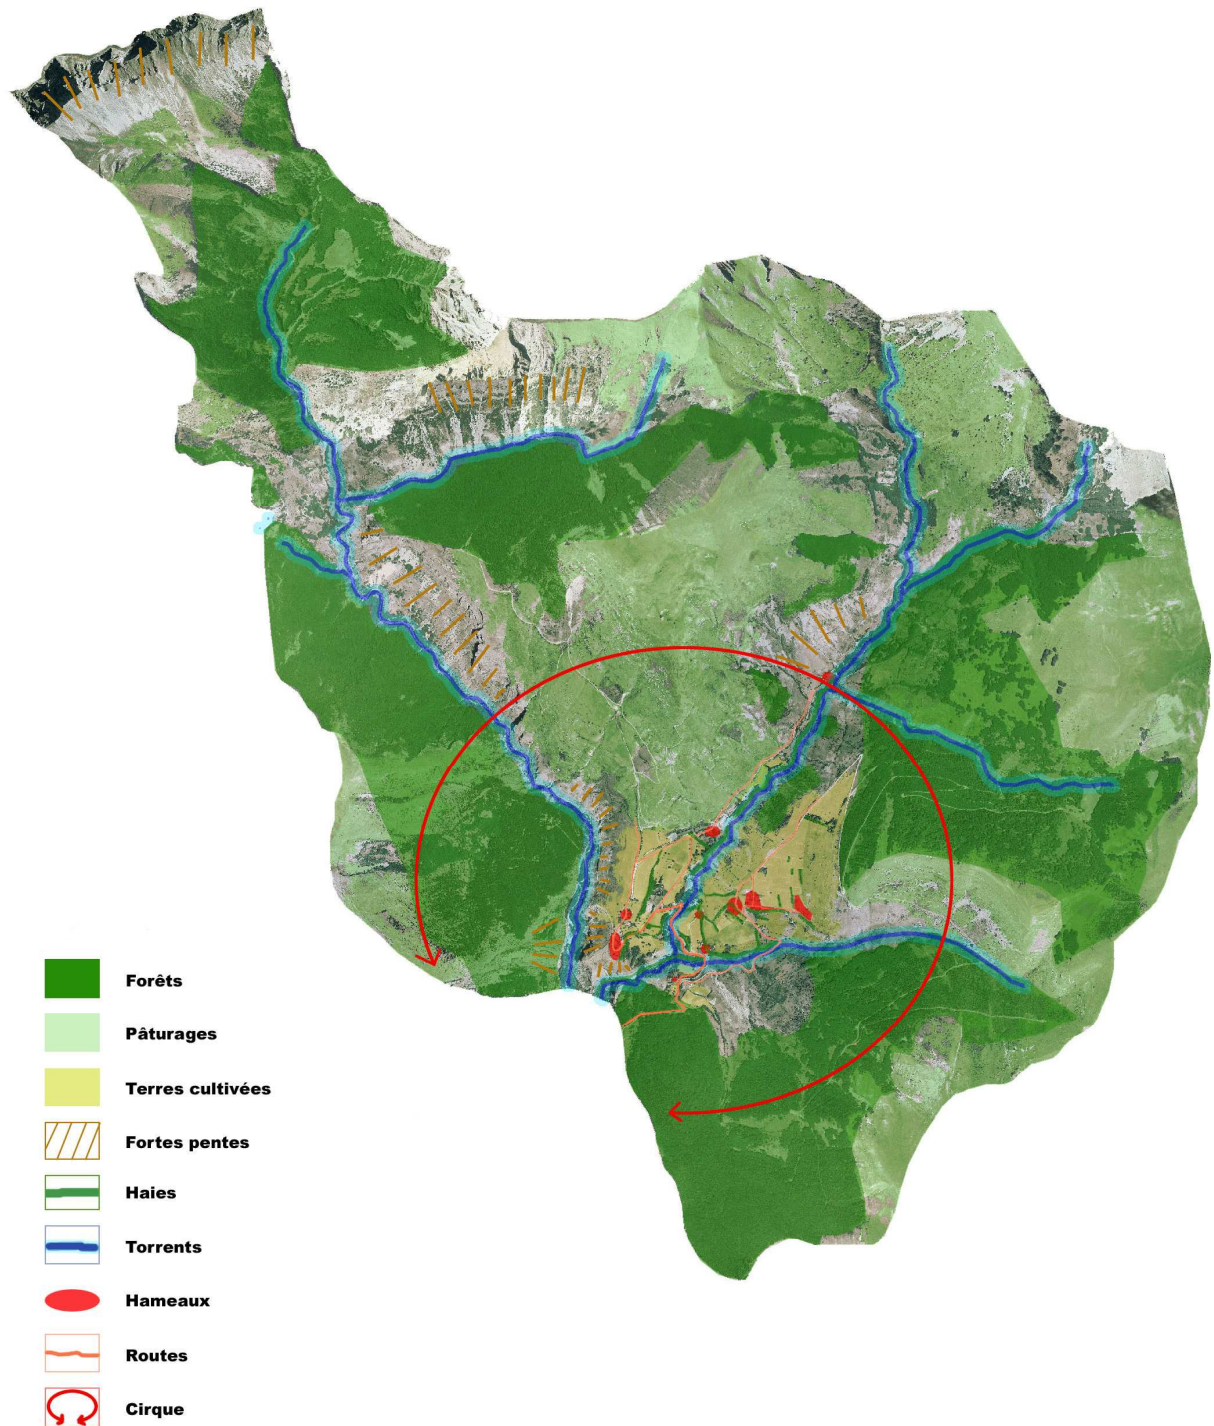 Forêts
Pâturages
Terres cultivées
Fortes pentes
Haies
Torrents
Hameaux
Routes
Cirque